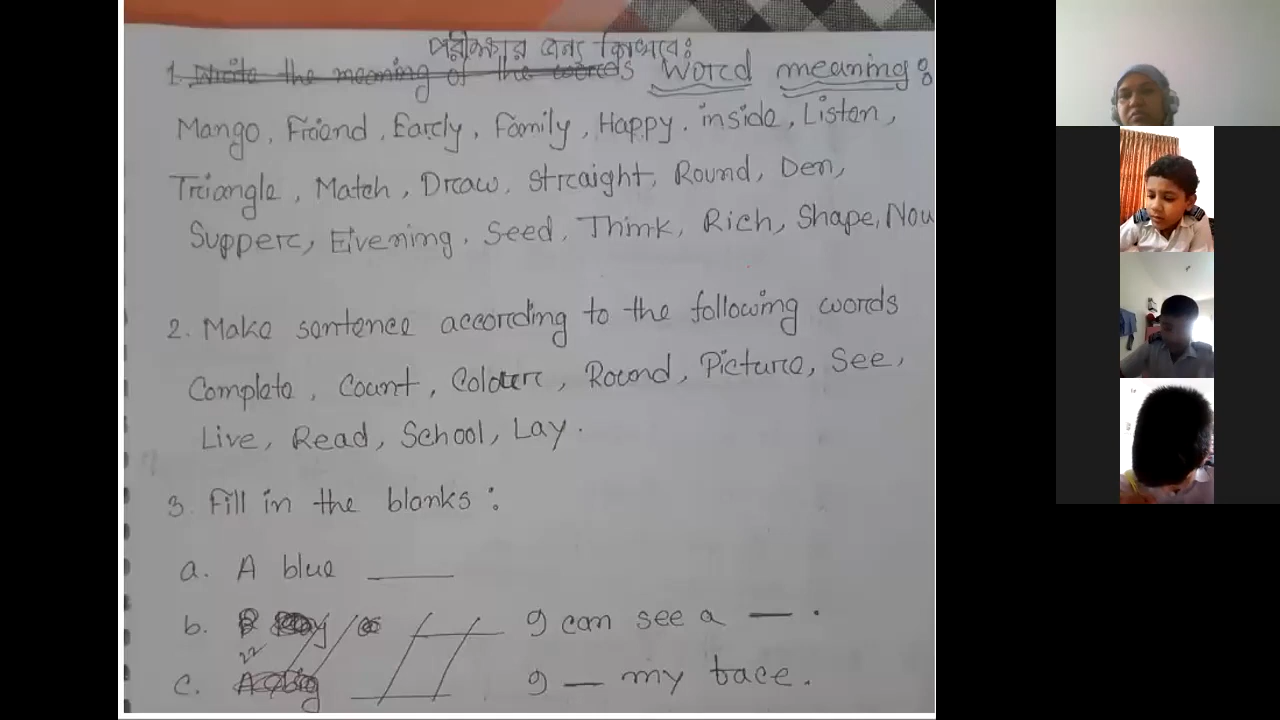 পরীক্ষার জন্য লিখবে:
1. Write the meaning of the words Word meaning:
Mango, Friend, Early, Family, Happy, inside, Listen,
Triangle, Match, Draw, Straight, Round, Den,
Supper, Evening, Seed, Think, Rich, Shape, Now
2. Make sentence according to the following words
Complete, Count, Colour, Round, Picture, See,
Live, Read, School, Lay.
3. Fill in the blanks:
a. A blue ____
b. I can see a __.
c. I __ my face.